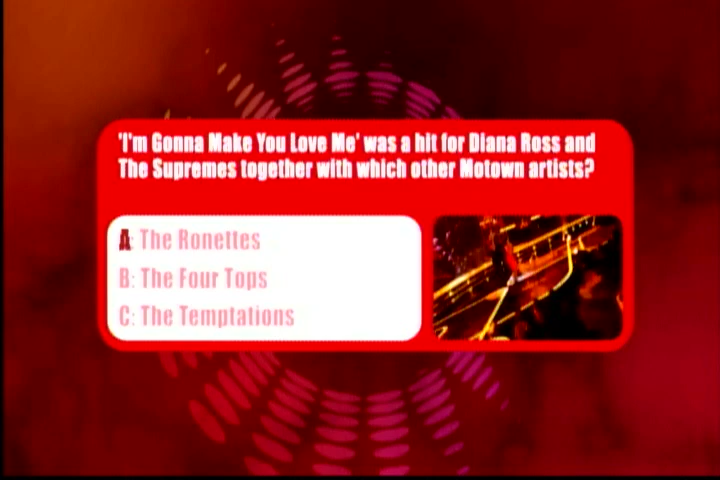 'I'm Gonna Make You Love Me' was a hit for Diana Ross and
The Supremes together with which other Motown artists?
A: The Ronettes
B: The Four Tops
C: The Temptations